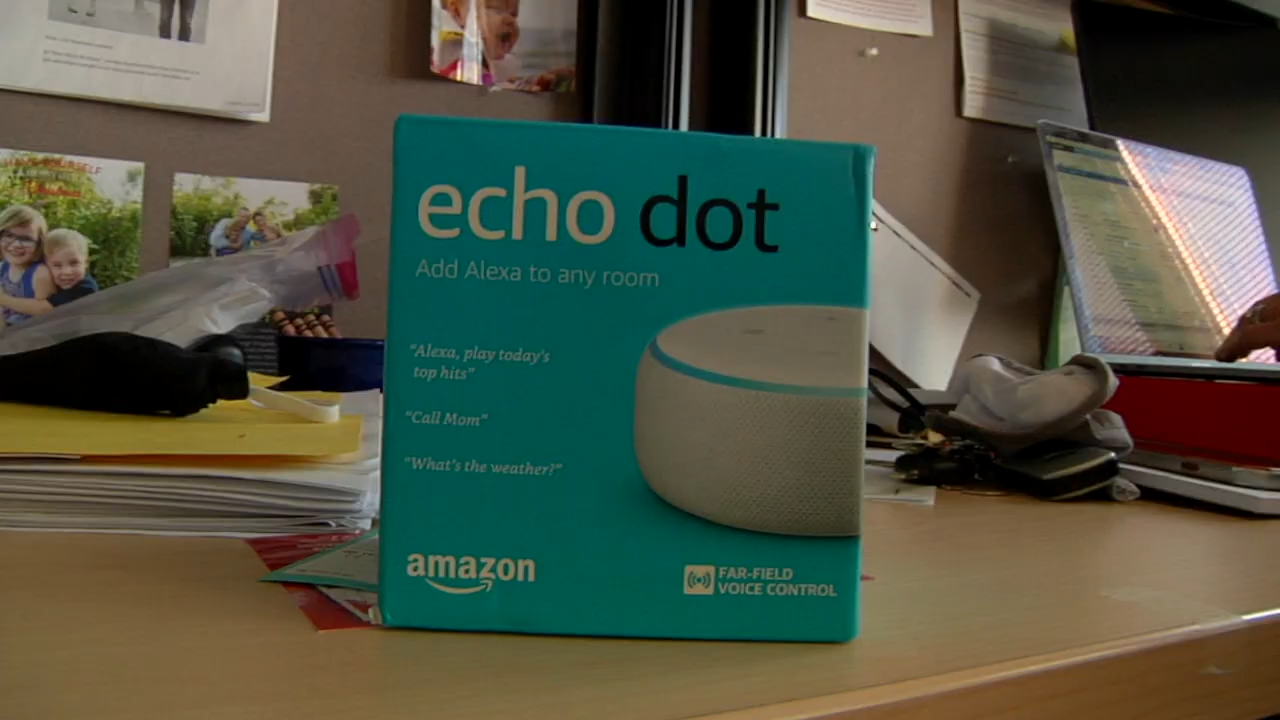 echo dot
Add Alexa to any room
"Alexa, play today's
top hits"
"Call Mom"
"What's the weather?"
amazon
FAR-FIELD
VOICE CONTROL